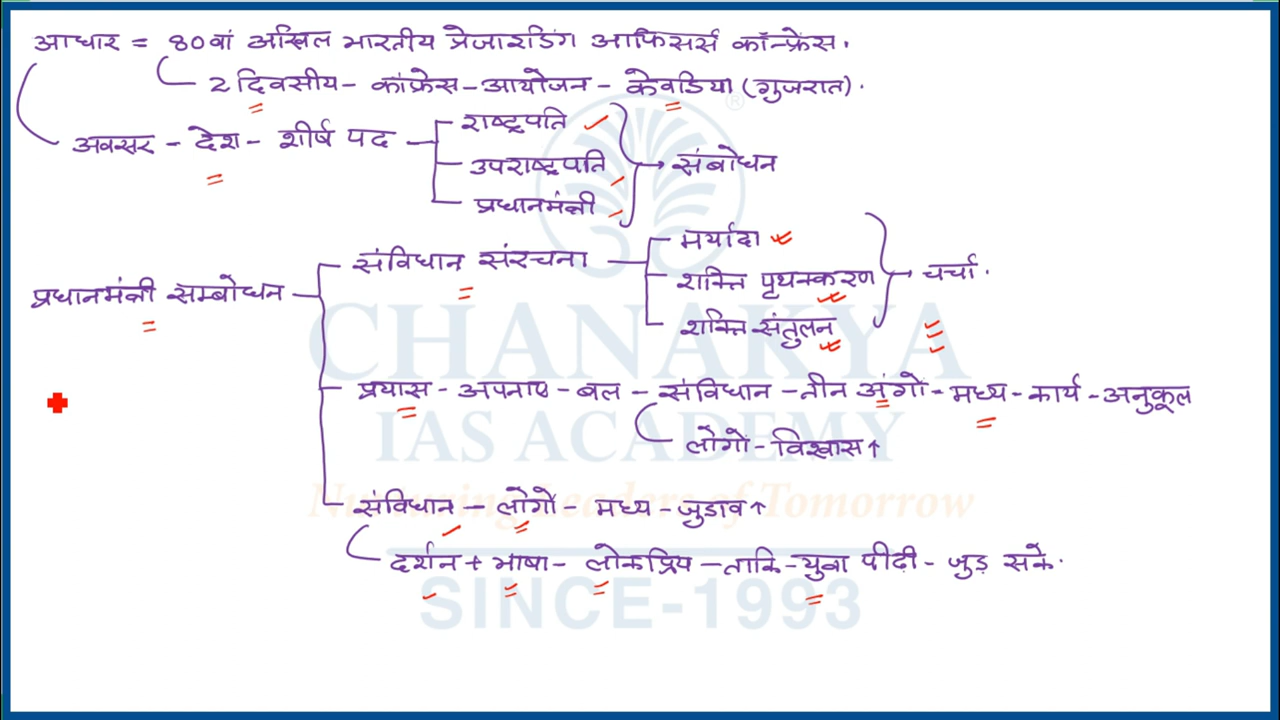 आधार = 80वां अखिल भारतीय प्रेजाइडिंग आफिसर्स कॉन्फ्रेंस.
2 दिवसीय - कांफ्रेस - आयोजन - केवडिया (गुजरात).
अवसर - देश - शीर्ष पद
राष्ट्रपति
उपराष्ट्रपति
प्रधानमंत्री
→ संबोधन
प्रधानमंत्री सम्बोधन
संविधान संरचना
मर्यादा
शक्ति पृथक्करण
शक्ति संतुलन
→ चर्चा.
प्रयास - अपनाए - बल - संविधान - तीन अंगो - मध्य - कार्य - अनुकूल
लोगो - विश्वास ↑
संविधान - लोगो - मध्य - जुडाव ↑
दर्शन + भाषा - लोकप्रिय - ताकि - युवा पीढी - जुड़ सके.
CHANAKYA
IAS ACADEMY
Nurturing Leaders of Tomorrow
SINCE-1993
®